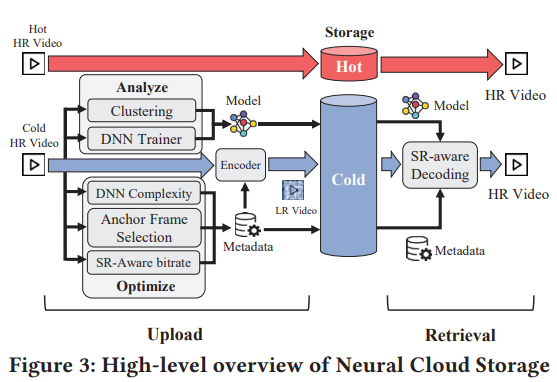 Hot
HR Video
Storage
Hot
HR Video
Analyze
Clustering
DNN Trainer
Model
Model
Cold
HR Video
Encoder
LR Video
Cold
SR-aware
Decoding
HR Video
DNN Complexity
Anchor Frame
Selection
SR-Aware bitrate
Optimize
Metadata
Metadata
Upload
Retrieval
Figure 3: High-level overview of Neural Cloud Storage